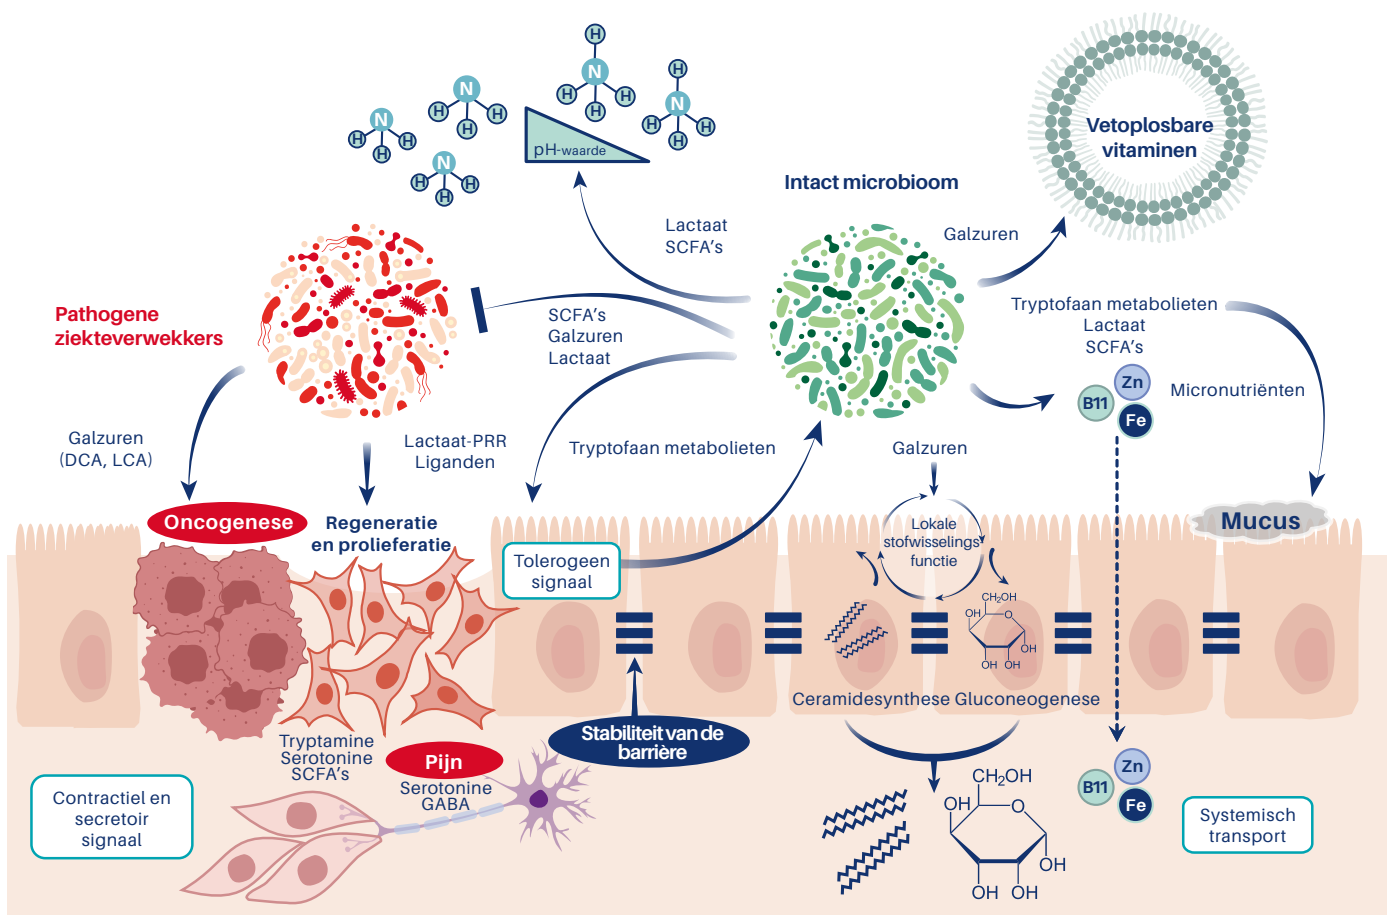 N
H
H
H
N
H
H
H
N
H
H
H
H
N
H
H
H
H
N
H
H
H
H
N
H
H
H
pH-waarde
Vetoplosbare
vitaminen
Intact microbioom
Lactaat
SCFA's
Galzuren
Pathogene
ziekteverwekkers
SCFA's
Galzuren
Lactaat
Tryptofaan metabolieten
Lactaat
SCFA's
Zn
B11
Fe
Micronutriënten
Galzuren
(DCA, LCA)
Lactaat-PRR
Liganden
Tryptofaan metabolieten
Galzuren
Oncogenese
Regeneratie
en prolieferatie
Tolerogeen
signaal
Lokale
stofwisselings
functie
Mucus
CH₂OH
OH
O
OH
OH
OH
Ceramidesynthese
Gluconeogenese
Stabiliteit van de
barrière
Tryptamine
Serotonine
SCFA's
Pijn
Serotonine
GABA
Contractiel en
secretoir
signaal
CH₂OH
OH
O
OH
OH
OH
Zn
B11
Fe
Systemisch
transport